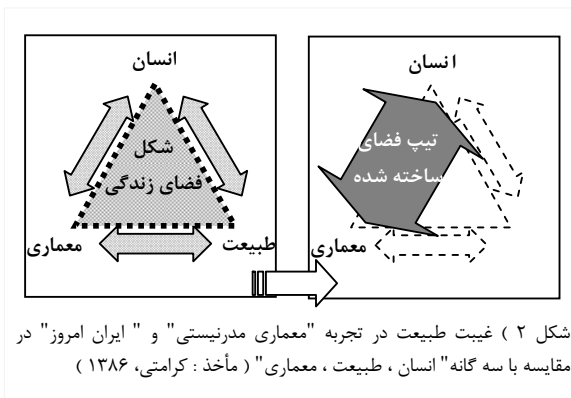 انسان
شکل
فضای زندگی
معماری
طبیعت
انسان
تیپ فضای
ساخته شده
معماری
شکل ۲ ) غیبت طبیعت در تجربه "معماری مدرنیستی" و " ایران امروز" در
مقایسه با سه گانه" انسان ، طبیعت ، معماری" ( مأخذ : کرامتی، ۱۳۸۶ )